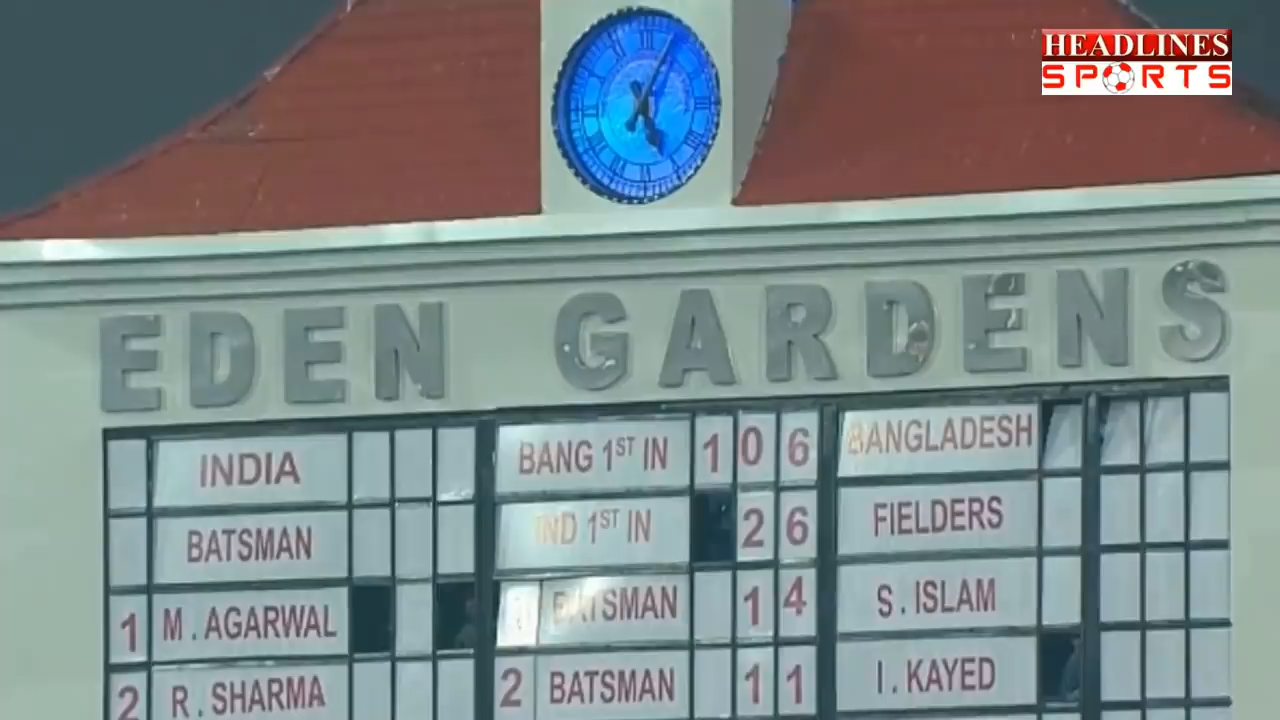 HEADLINES
SPORTS
EDEN GARDENS
INDIA
BANG 1ST IN 106
BANGLADESH
BATSMAN
IND 1ST IN 26
FIELDERS
1 M . AGARWAL
BATSMAN 14
S . ISLAM
2 R . SHARMA
2 BATSMAN 11
I . KAYED